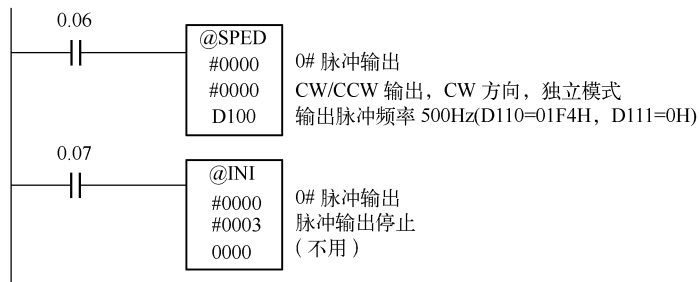 0.06
@SPED
#0000 0# 脉冲输出
#0000 CW/CCW 输出，CW 方向，独立模式
D100 输出脉冲频率 500Hz(D110=01F4H，D111=0H)
0.07
@INI
#0000 0# 脉冲输出
#0003 脉冲输出停止
0000 ( 不用 )